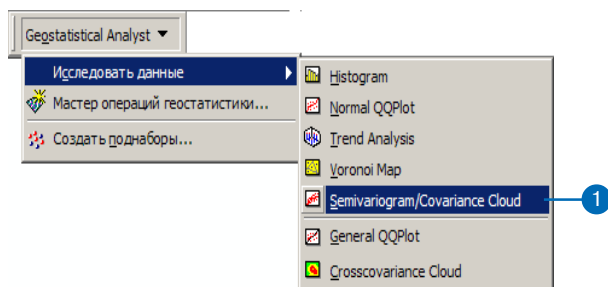 Geostatistical Analyst
Исследовать данные
Мастер операций геостатистики...
Создать поднаборы...
Histogram
Normal QQPlot
Trend Analysis
Voronoi Map
Semivariogram/Covariance Cloud
1
General QQPlot
Crosscovariance Cloud